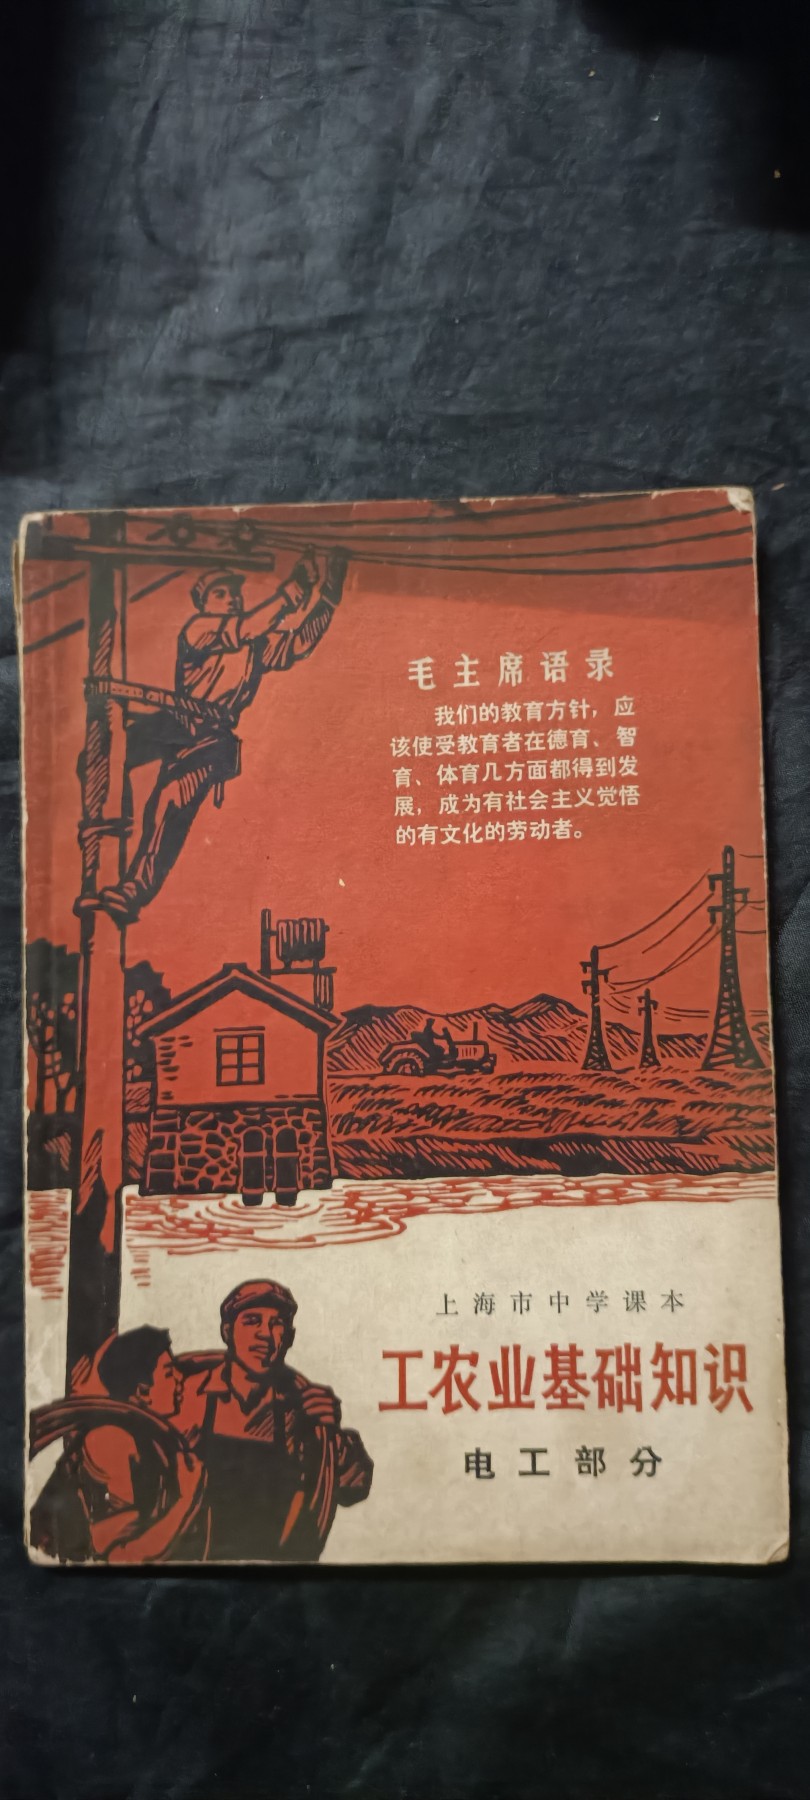 毛主席语录
我们的教育方针，应
该使受教育者在德育、智
育、体育几方面都得到发
展，成为有社会主义觉悟
的有文化的劳动者。
上海市中学课本
工农业基础知识
电工部分